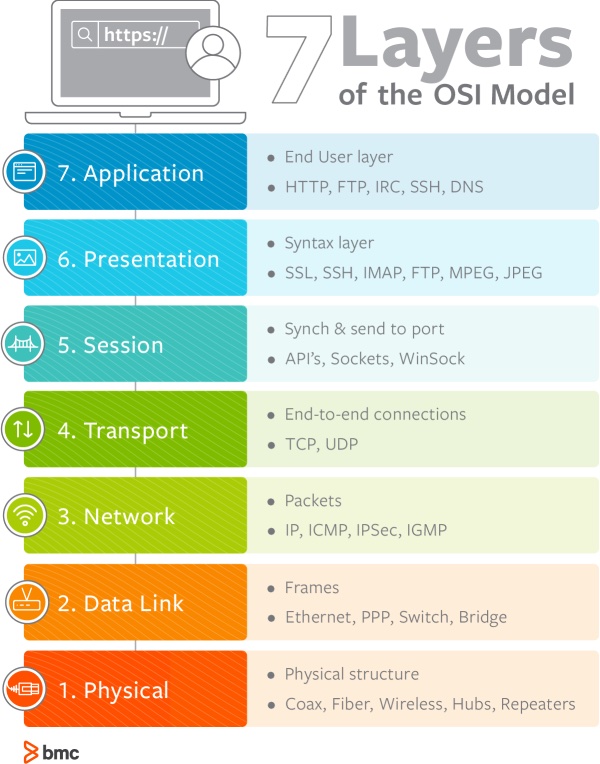 https://
7 Layers
of the OSI Model
7. Application
End User layer
HTTP, FTP, IRC, SSH, DNS
6. Presentation
Syntax layer
SSL, SSH, IMAP, FTP, MPEG, JPEG
5. Session
Synch & send to port
API's, Sockets, WinSock
4. Transport
End-to-end connections
TCP, UDP
3. Network
Packets
IP, ICMP, IPSec, IGMP
2. Data Link
Frames
Ethernet, PPP, Switch, Bridge
1. Physical
Physical structure
Coax, Fiber, Wireless, Hubs, Repeaters
bmc